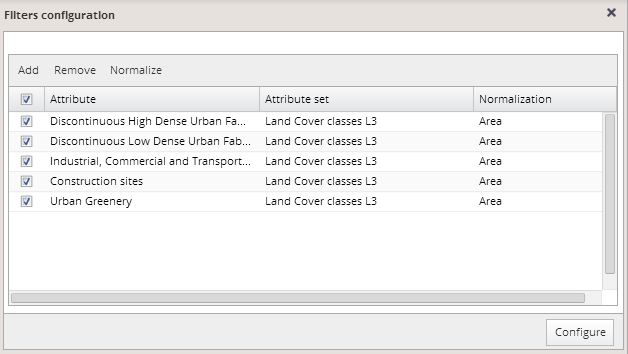 Filters configuration
Add Remove Normalize
Attribute Attribute set Normalization
Discontinuous High Dense Urban Fa... Land Cover classes L3 Area
Discontinuous Low Dense Urban Fab... Land Cover classes L3 Area
Industrial, Commercial and Transport... Land Cover classes L3 Area
Construction sites Land Cover classes L3 Area
Urban Greenery Land Cover classes L3 Area
Configure